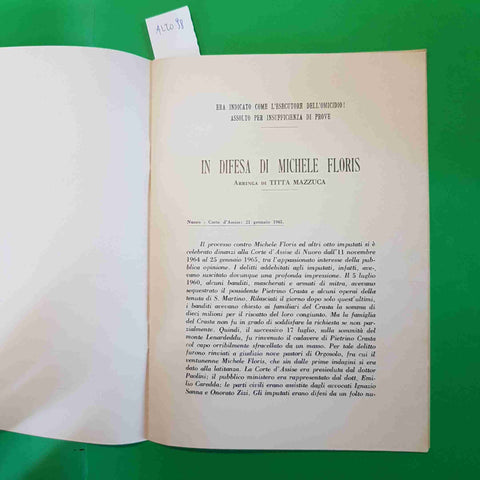 ALTO 98
ERA INDICATO COME L'ESECUTORE DELL'OMICIDIO!
ASSOLTO PER INSUFFICIENZA DI PROVE
IN DIFESA DI MICHELE FLORIS
ARRINGA DI TITTA MAZZUCA
Nuoro - Corte d'Assise: 21 gennaio 1965.
Il processo contro Michele Floris ed altri otto imputati si è
celebrato dinanzi alla Corte d'Assise di Nuoro dall'11 novembre
1964 al 25 gennaio 1965, tra l'appassionato interesse della pub-
blica opinione. I delitti addebitati agli imputati, infatti, ave-
vano suscitato dovunque una profonda impressione. Il 5 luglio
1960, alcuni banditi, mascherati e armati di mitra, avevano
sequestrato il possidente Pietrino Crasta e alcuni operai della
tenuta di S. Martino. Rilasciati il giorno dopo solo quest'ultimi,
i banditi avevano chiesto ai familiari del Crasta la somma di
dieci milioni per il riscatto del loro congiunto. Ma la famiglia
del Crasta non fu in grado di soddisfare la richiesta se non par-
zialmente. Quindi, il successivo 17 luglio, sulla sommità del
monte Lenardeddu, fu rinvenuto il cadavere di Pietrino Crasta
col capo orribilmente sfracellato da un masso. Per tale delitto
furono rinviati a giudizio nove pastori di Orgosolo, fra cui il
ventunenne Michele Floris, che sin dalle prime indagini si era
dato alla latitanza. La Corte d'Assise era presieduta dal dottor
Paolini; il pubblico ministero era rappresentato dal dott. Emi-
lio Caredda; le parti civili erano assistite dagli avvocati Ignazio
Sanna e Onorato Zizi. Gli imputati erano difesi da un folto nu-